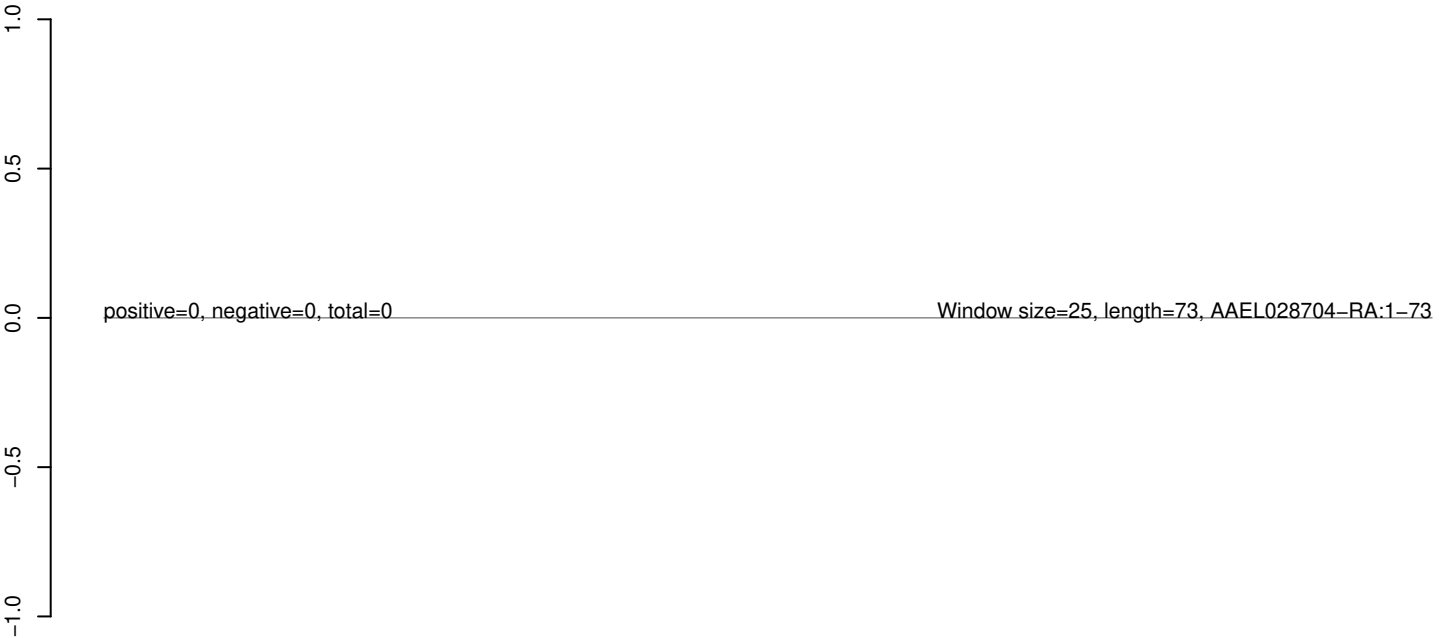 1.0
0.5
0.0
−0.5
−1.0
positive=0, negative=0, total=0
Window size=25, length=73, AAEL028704−RA:1−73